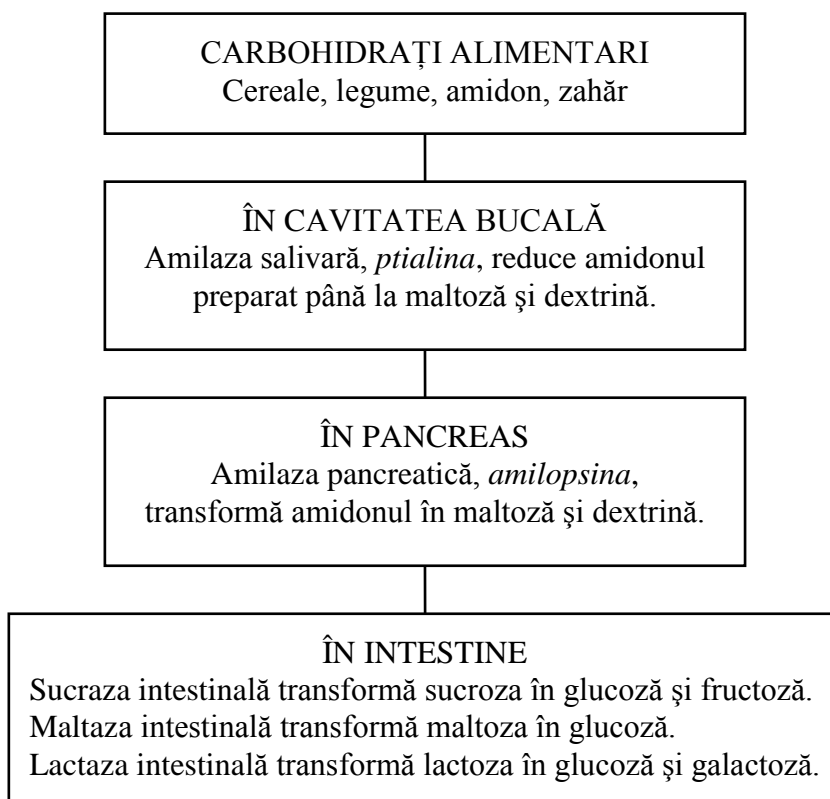 CARBOHIDRAȚI ALIMENTARI
Cereale, legume, amidon, zahăr
ÎN CAVITATEA BUCALĂ
Amilaza salivară, ptialina, reduce amidonul
preparat până la maltoză şi dextrină.
ÎN PANCREAS
Amilaza pancreatică, amilopsina,
transformă amidonul în maltoză şi dextrină.
ÎN INTESTINE
Sucraza intestinală transformă sucroza în glucoză şi fructoză.
Maltaza intestinală transformă maltoza în glucoză.
Lactaza intestinală transformă lactoza în glucoză şi galactoză.